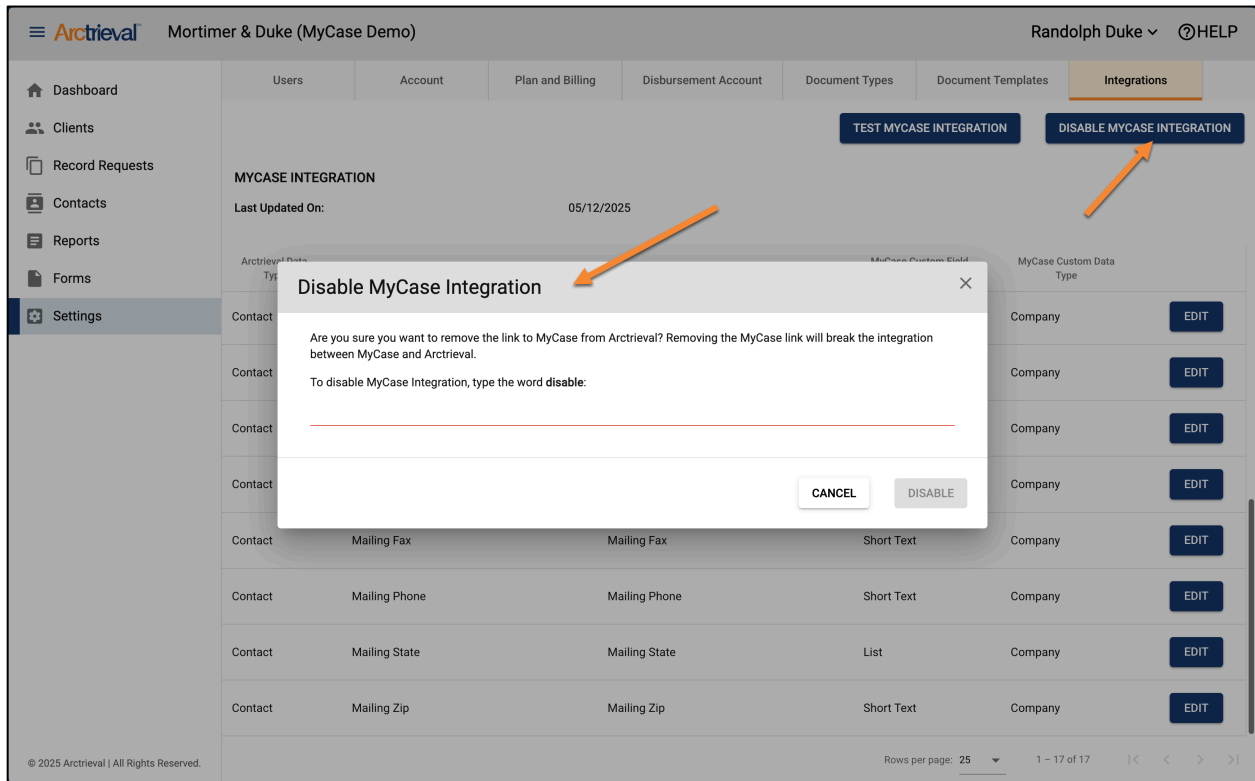 Arctrieval
Mortimer & Duke (MyCase Demo)
Randolph Duke
HELP
Dashboard
Clients
Record Requests
Contacts
Reports
Forms
Settings
Users
Account
Plan and Billing
Disbursement Account
Document Types
Document Templates
Integrations
TEST MYCASE INTEGRATION
DISABLE MYCASE INTEGRATION
MYCASE INTEGRATION
Last Updated On: 05/12/2025
Arctrieval Data
MyCase Custom Field
MyCase Custom Data
Type
Contact Company EDIT
Contact Company EDIT
Contact Company EDIT
Contact Company EDIT
Disable MyCase Integration
Are you sure you want to remove the link to MyCase from Arctrieval? Removing the MyCase link will break the integration
between MyCase and Arctrieval.
To disable MyCase Integration, type the word disable:
CANCEL
DISABLE
Contact Mailing Fax Mailing Fax Short Text Company EDIT
Contact Mailing Phone Mailing Phone Short Text Company EDIT
Contact Mailing State Mailing State List Company EDIT
Contact Mailing Zip Mailing Zip Short Text Company EDIT
© 2025 Arctrieval | All Rights Reserved.
Rows per page: 25
1 – 17 of 17